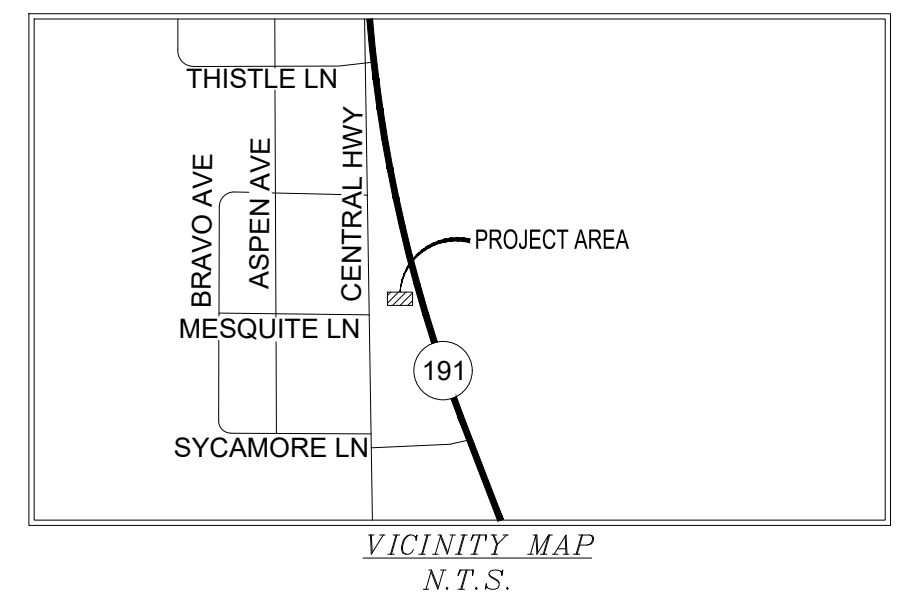 THISTLE LN
BRAVO AVE
ASPEN AVE
CENTRAL HWY
PROJECT AREA
MESQUITE LN
191
SYCAMORE LN
VICINITY MAP
N.T.S.